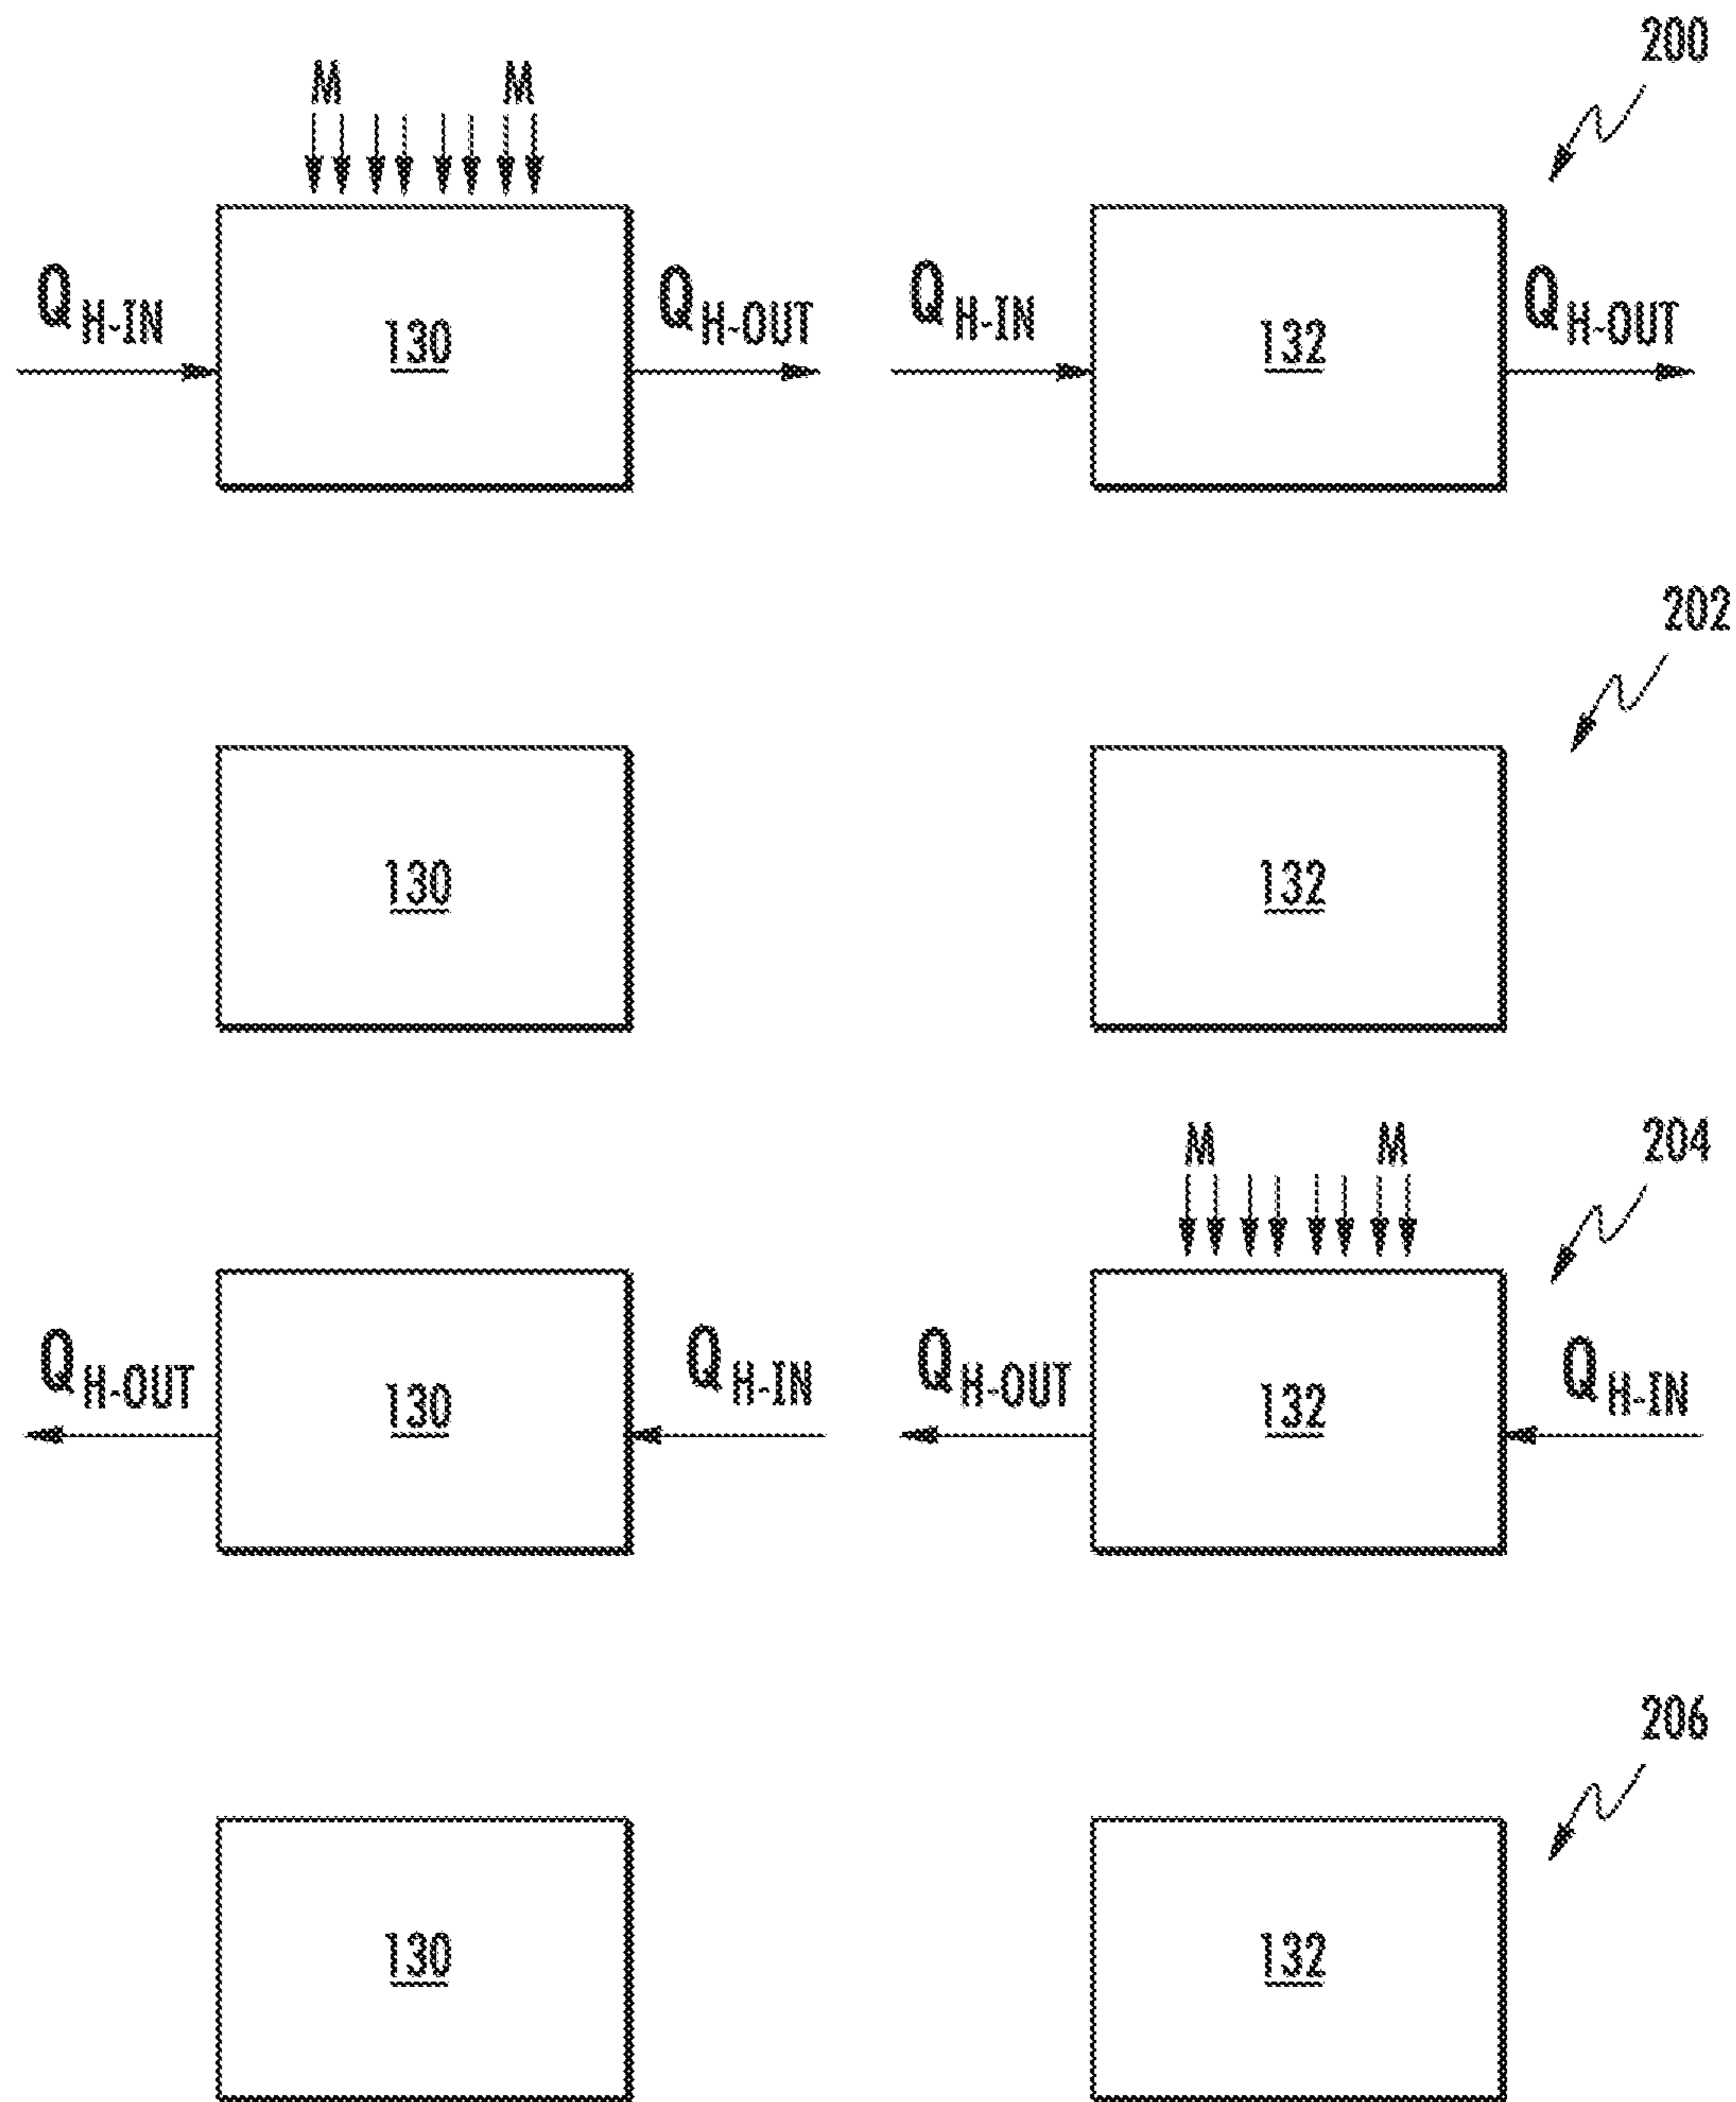 200
M M
Q H-IN 130 Q H-OUT Q H-IN 132 Q H-OUT
202
130 132
M M 204
Q H-OUT 130 Q H-IN Q H-OUT 132 Q H-IN
206
130 132